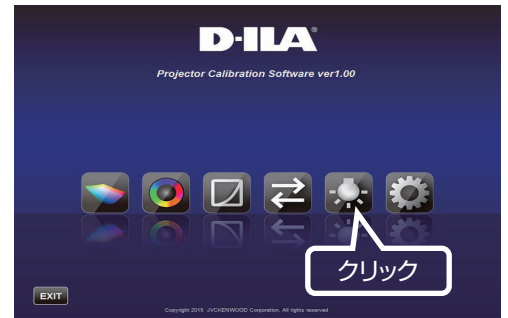 D-ILA
Projector Calibration Software ver1.00
クリック
EXIT
Copyright 2015 JVCKENWOOD Corporation, All rights reserved